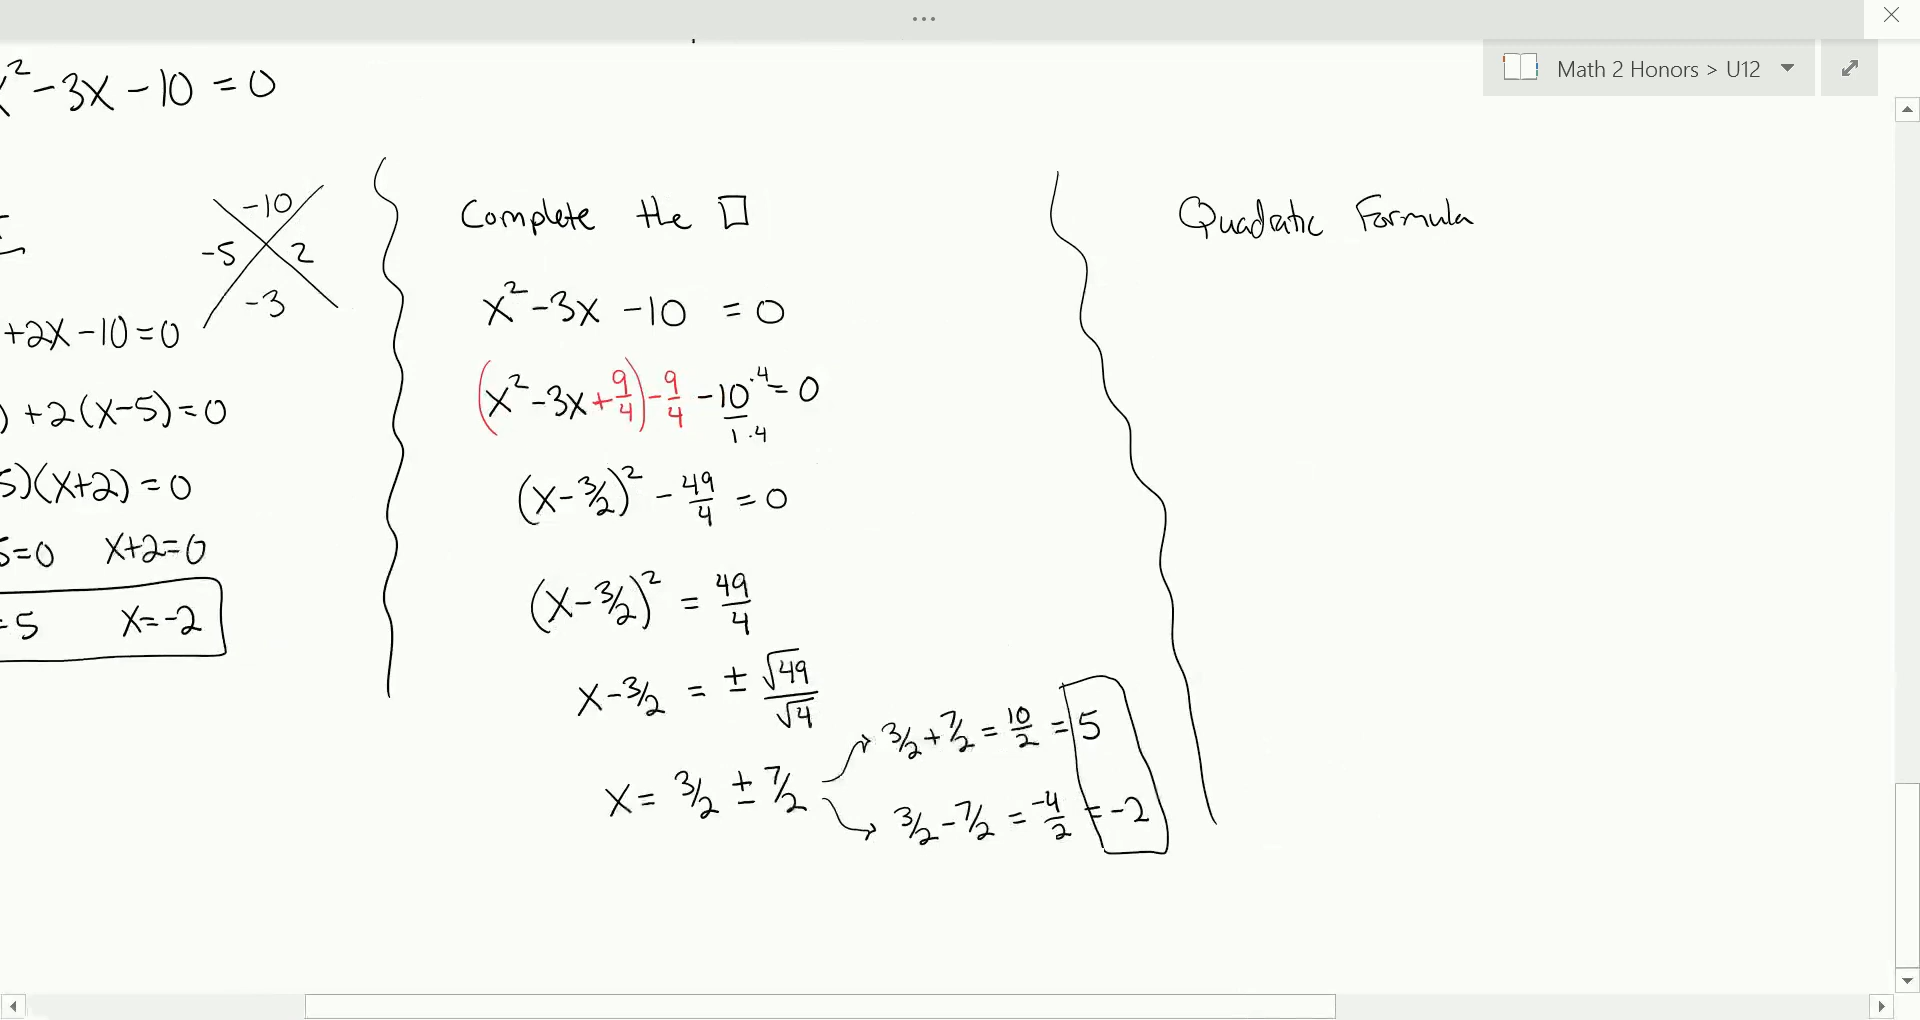 ...
Math 2 Honors > U12
x²-3x-10=0
-10
-5 2
-3
+2x-10=0
) +2(x-5)=0
5)(x+2)=0
5=0 x+2=0
=5 x=-2
Complete the □
x²-3x-10=0
(x²-3x+9/4)-9/4-10·4/1·4=0
(x-3/2)²-49/4=0
(x-3/2)²=49/4
x-3/2=±√49/√4
x=3/2±7/2
3/2+7/2=10/2=5
3/2-7/2=-4/2=-2
Quadratic Formula